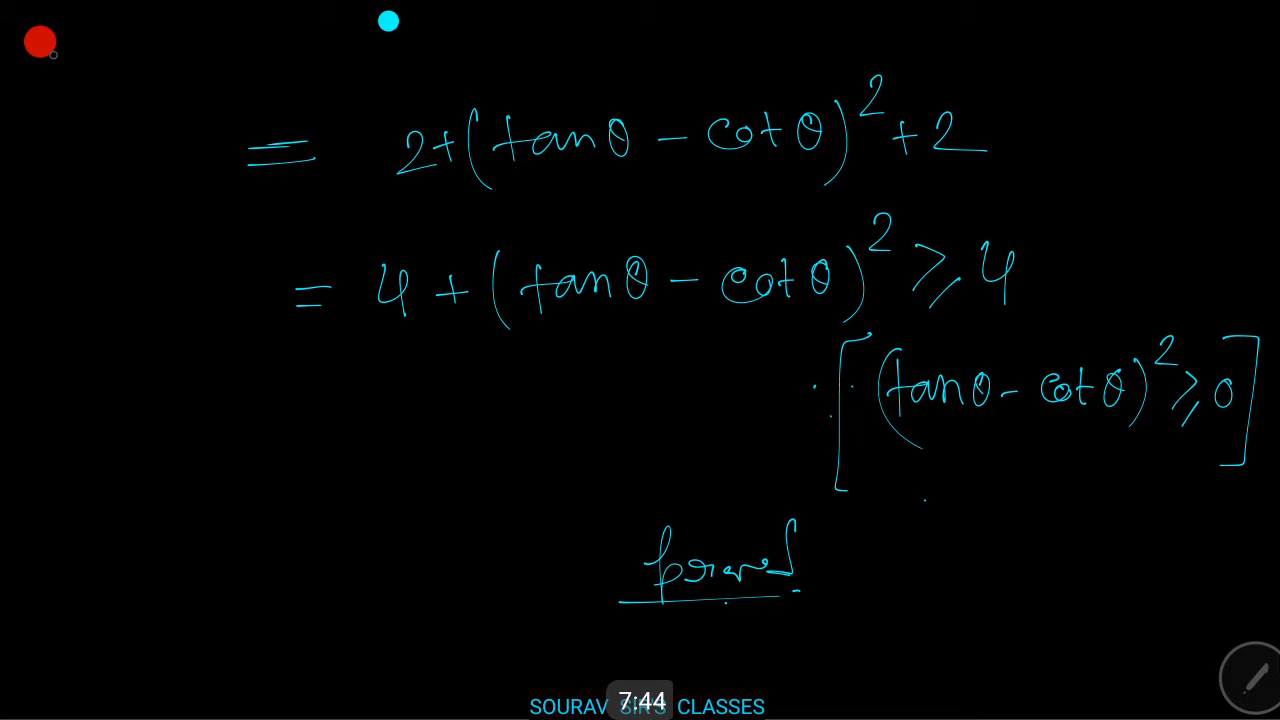 = 2+(tanθ - cotθ)² + 2
= 4 + (tanθ - cotθ)² ≥ 4
∵ [(tanθ - cotθ)² ≥ 0]
proved
SOURAV SIR'S CLASSES
7:44